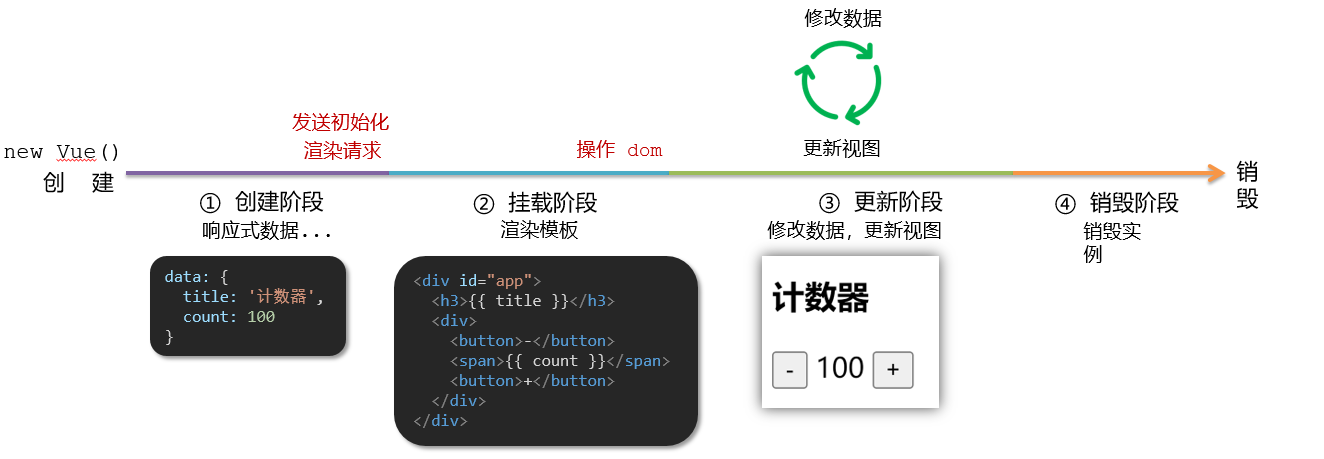 修改数据
发送初始化
渲染请求
操作 dom
更新视图
new Vue()
创 建
销
毁
① 创建阶段
响应式数据...
② 挂载阶段
渲染模板
③ 更新阶段
修改数据，更新视图
④ 销毁阶段
销毁实
例
data: {
  title: '计数器',
  count: 100
}
<div id="app">
  <h3>{{ title }}</h3>
  <div>
    <button>-</button>
    <span>{{ count }}</span>
    <button>+</button>
  </div>
</div>
计数器
- 100 +